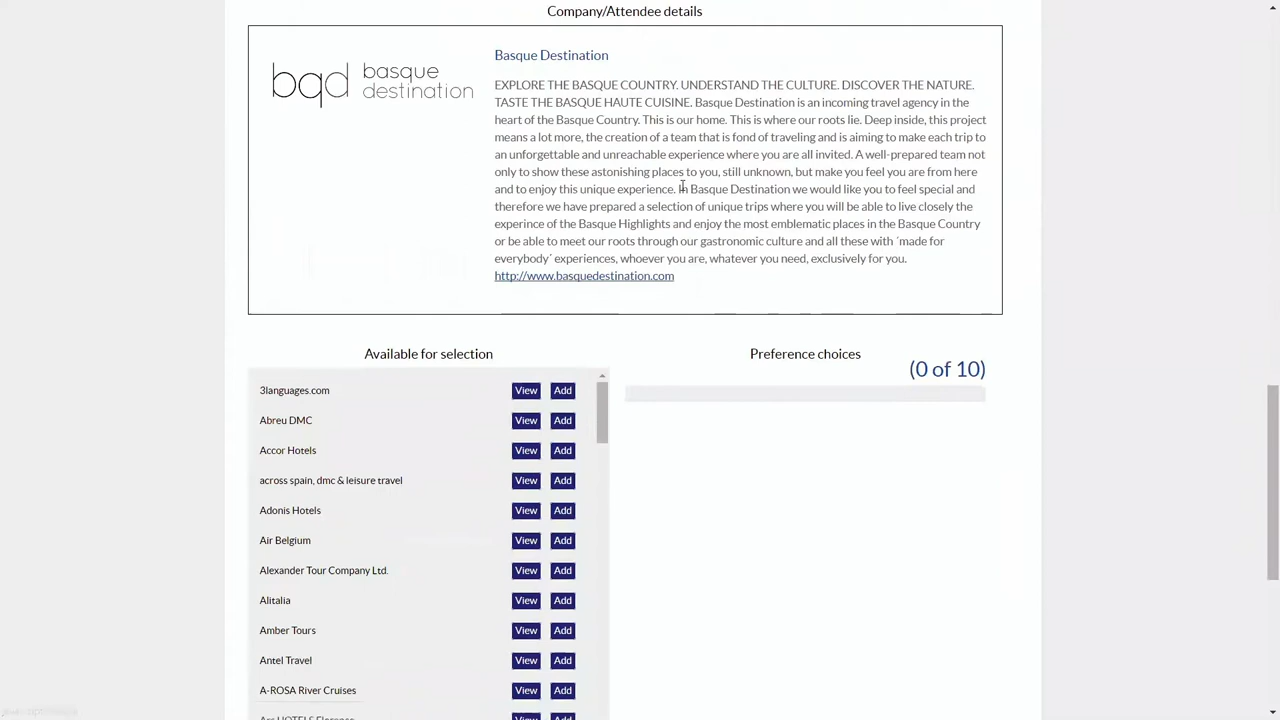 Company/Attendee details
bqd basque
destination
Basque Destination
EXPLORE THE BASQUE COUNTRY. UNDERSTAND THE CULTURE. DISCOVER THE NATURE.
TASTE THE BASQUE HAUTE CUISINE. Basque Destination is an incoming travel agency in the
heart of the Basque Country. This is our home. This is where our roots lie. Deep inside, this project
means a lot more, the creation of a team that is fond of traveling and is aiming to make each trip to
an unforgettable and unreachable experience where you are all invited. A well-prepared team not
only to show these astonishing places to you, still unknown, but make you feel you are from here
and to enjoy this unique experience. In Basque Destination we would like you to feel special and
therefore we have prepared a selection of unique trips where you will be able to live closely the
experince of the Basque Highlights and enjoy the most emblematic places in the Basque Country
or be able to meet our roots through our gastronomic culture and all these with ´made for
everybody´ experiences, whoever you are, whatever you need, exclusively for you.
http://www.basquedestination.com
Available for selection
Preference choices
(0 of 10)
3languages.com View Add
Abreu DMC View Add
Accor Hotels View Add
across spain, dmc & leisure travel View Add
Adonis Hotels View Add
Air Belgium View Add
Alexander Tour Company Ltd. View Add
Alitalia View Add
Amber Tours View Add
Antel Travel View Add
A-ROSA River Cruises View Add
Ars HOTELS Florence View Add